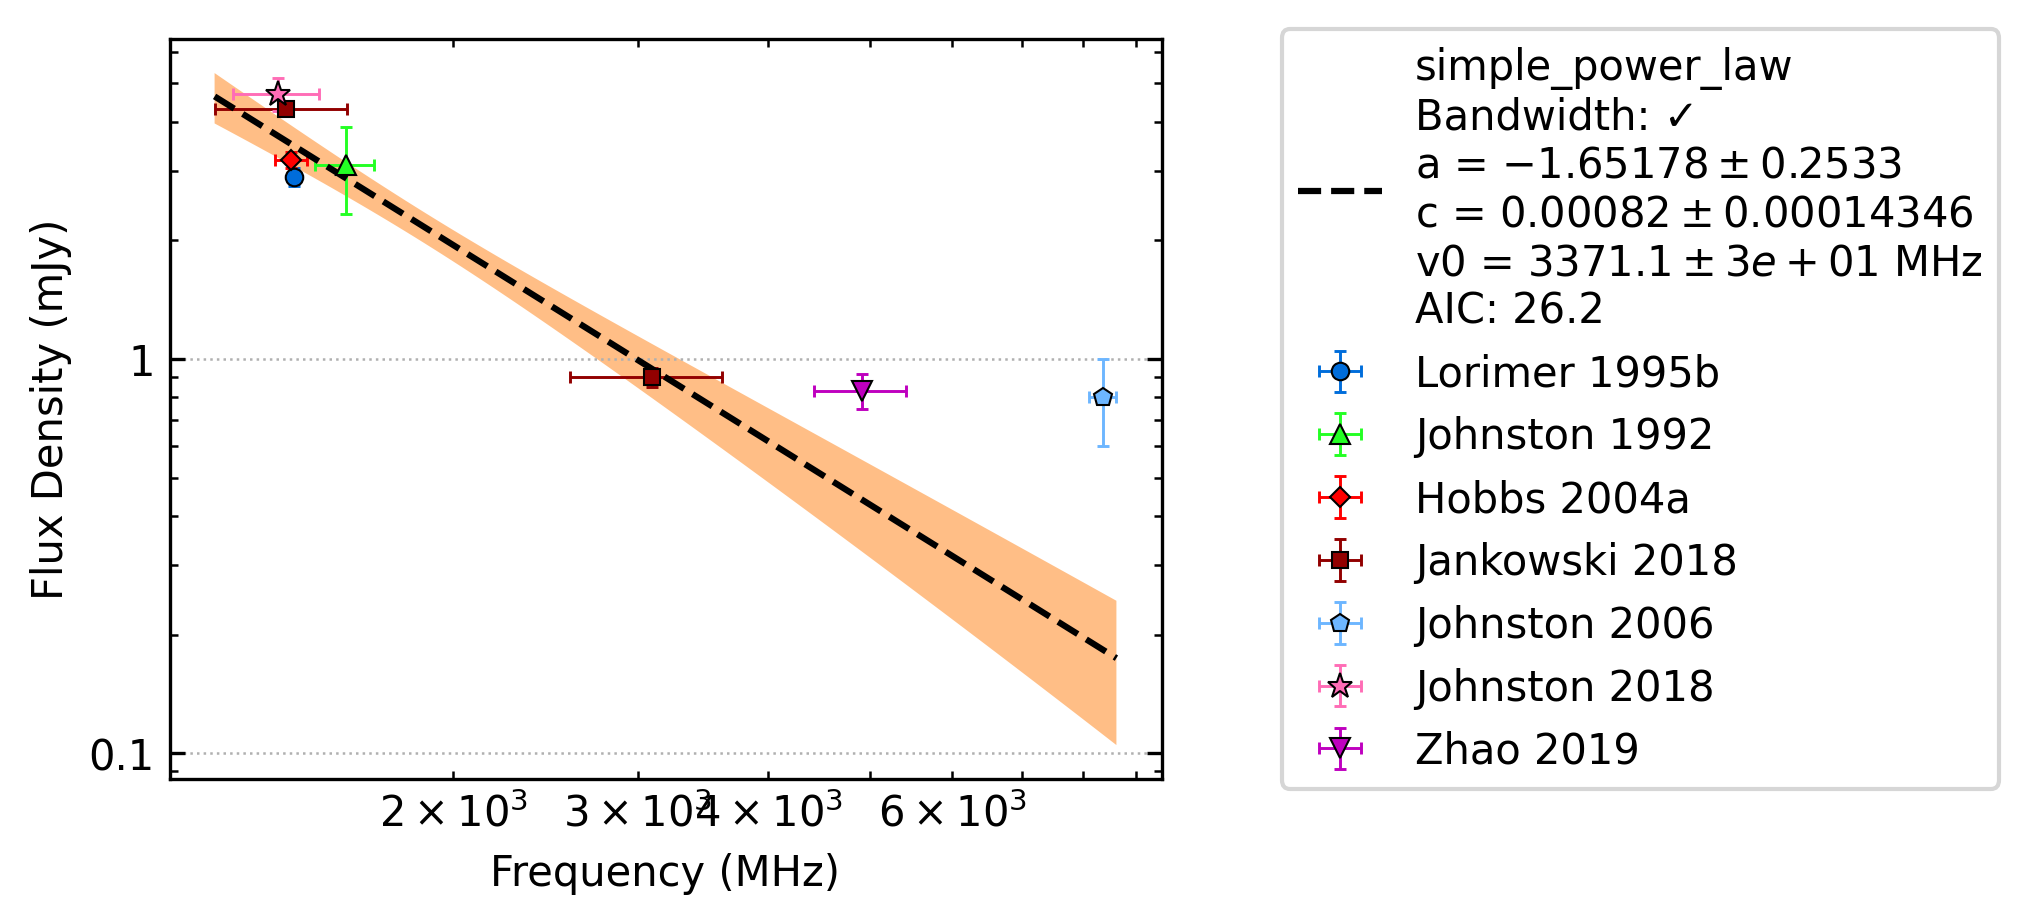 simple_power_law
Bandwidth: ✓
a = −1.65178 ± 0.2533
c = 0.00082 ± 0.00014346
v0 = 3371.1 ± 3e + 01 MHz
AIC: 26.2
Lorimer 1995b
Johnston 1992
Hobbs 2004a
Jankowski 2018
Johnston 2006
Johnston 2018
Zhao 2019
Flux Density (mJy)
1
0.1
2 × 10³ 3 × 10³ 4 × 10³ 6 × 10³
Frequency (MHz)